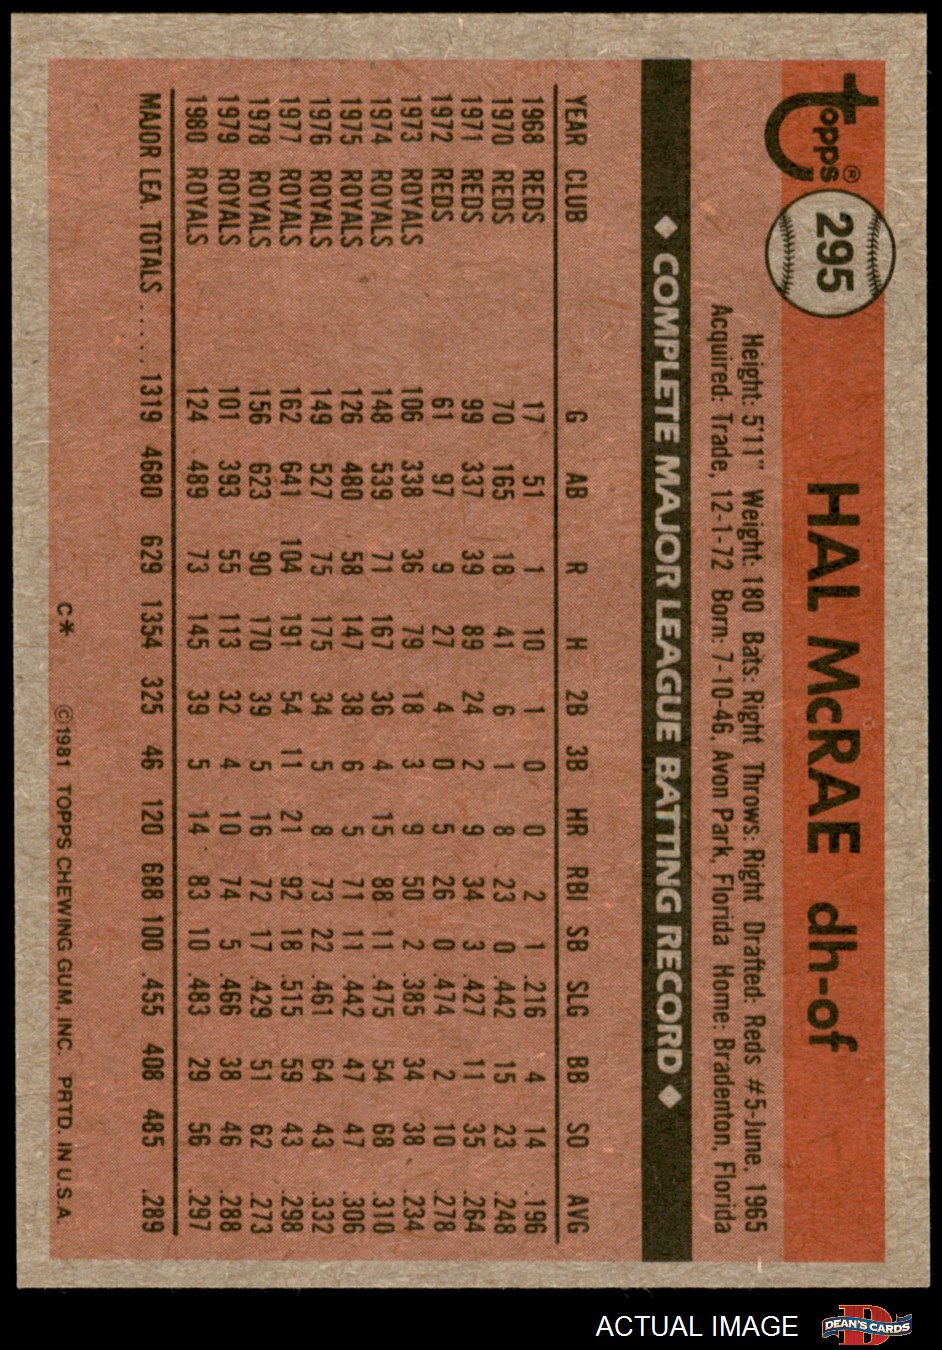 Topps®
295
HAL McRAE dh-of
Height: 5'11" Weight: 180 Bats: Right Throws: Right Drafted: Reds #5-June, 1965
Acquired: Trade, 12-1-72 Born: 7-10-46, Avon Park, Florida Home: Bradenton, Florida
◆ COMPLETE MAJOR LEAGUE BATTING RECORD ◆
YEAR CLUB G AB R H 2B 3B HR RBI SB SLG BB SO AVG
1968 REDS 17 51 1 10 1 0 0 2 1 .216 4 14 .196
1970 REDS 70 165 18 41 6 1 8 23 0 .442 15 23 .248
1971 REDS 99 337 39 89 24 2 9 34 3 .427 11 35 .264
1972 REDS 61 97 9 27 4 0 5 26 0 .474 2 10 .278
1973 ROYALS 106 338 36 79 18 3 9 50 2 .385 34 38 .234
1974 ROYALS 148 539 71 167 36 4 15 88 11 .475 54 68 .310
1975 ROYALS 126 480 58 147 38 6 5 71 11 .442 47 47 .306
1976 ROYALS 149 527 75 175 34 5 8 73 22 .461 64 43 .332
1977 ROYALS 162 641 104 191 54 11 21 92 18 .515 59 43 .298
1978 ROYALS 156 623 90 170 39 5 16 72 17 .429 51 62 .273
1979 ROYALS 101 393 55 113 32 4 10 74 5 .466 38 46 .288
1980 ROYALS 124 489 73 145 39 5 14 83 10 .483 29 56 .297
MAJOR LEA. TOTALS ..... 1319 4680 629 1354 325 46 120 688 100 .455 408 485 .289
C* ©1981 TOPPS CHEWING GUM, INC. PRTD. IN U.S.A.
ACTUAL IMAGE
D
DEAN'S CARDS